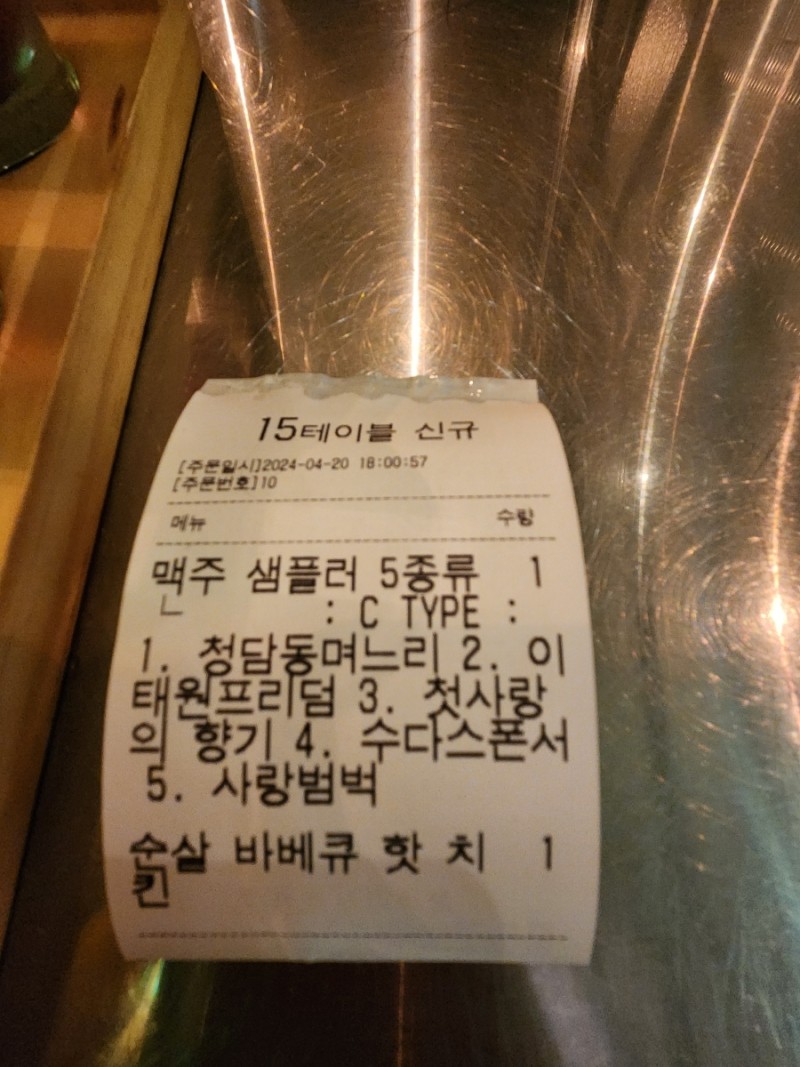 15테이블 신규
[주문일시]2024-04-20 18:00:57
[주문번호]10
메뉴 수량
맥주 샘플러 5종류 1
ㄴ : C TYPE :
1. 청담동며느리 2. 이
태원프리덤 3. 첫사랑
의 향기 4. 수다스폰서
5. 사랑범벅
순살 바베큐 핫 치 1
킨